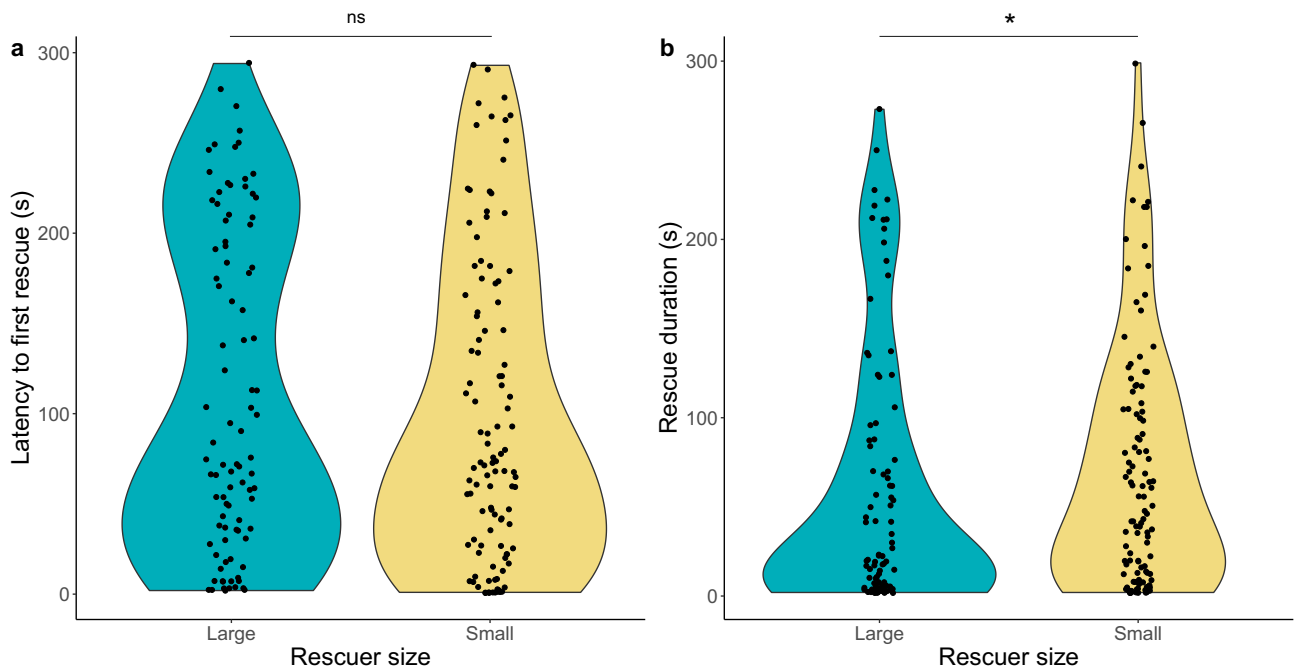 a
ns
Latency to first rescue (s)
300
200
100
0
Large
Small
Rescuer size
b
*
Rescue duration (s)
300
200
100
0
Large
Small
Rescuer size